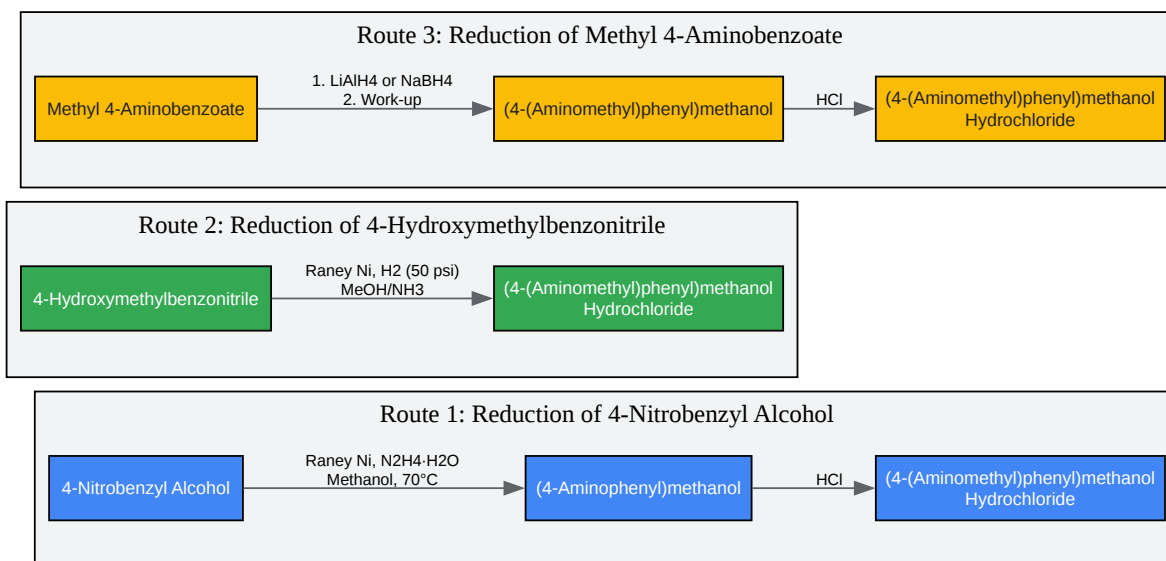 Route 3: Reduction of Methyl 4-Aminobenzoate
Methyl 4-Aminobenzoate
1. LiAlH4 or NaBH4
2. Work-up
(4-(Aminomethyl)phenyl)methanol
HCl
(4-(Aminomethyl)phenyl)methanol
Hydrochloride
Route 2: Reduction of 4-Hydroxymethylbenzonitrile
4-Hydroxymethylbenzonitrile
Raney Ni, H2 (50 psi)
MeOH/NH3
(4-(Aminomethyl)phenyl)methanol
Hydrochloride
Route 1: Reduction of 4-Nitrobenzyl Alcohol
4-Nitrobenzyl Alcohol
Raney Ni, N2H4·H2O
Methanol, 70°C
(4-Aminophenyl)methanol
HCl
(4-(Aminomethyl)phenyl)methanol
Hydrochloride